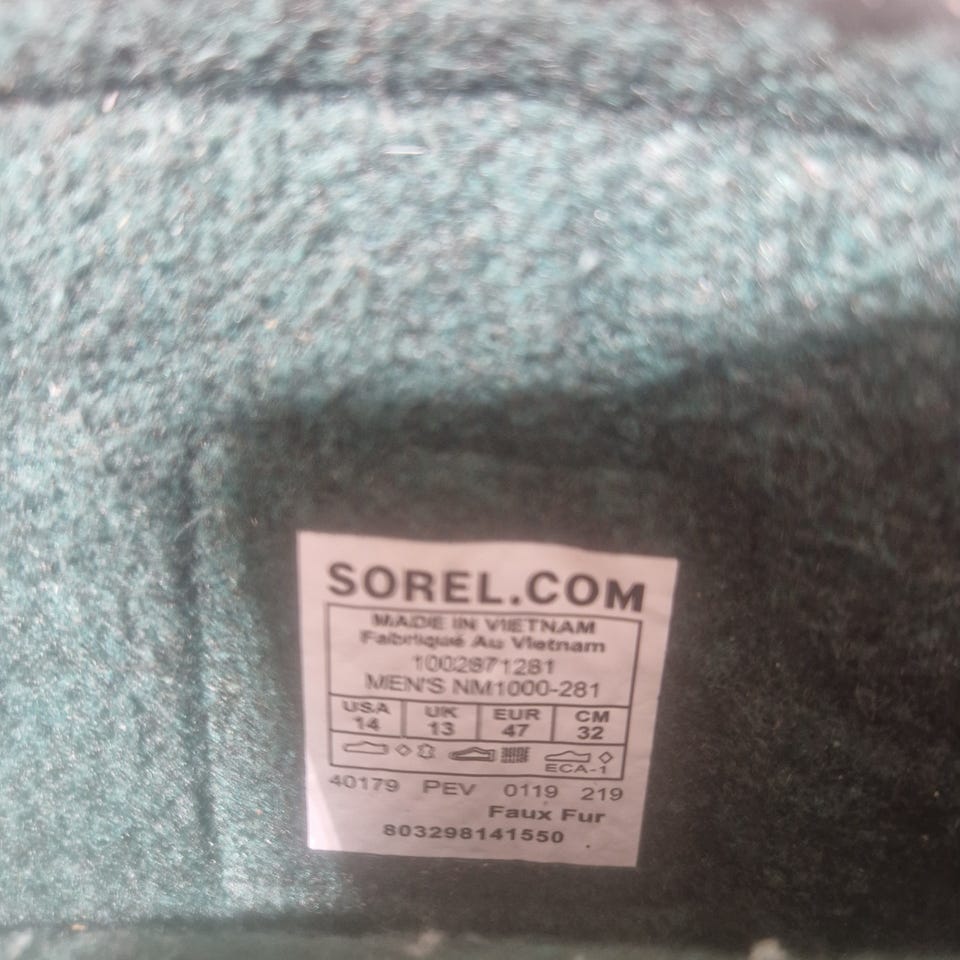 SOREL.COM
MADE IN VIETNAM
Fabriqué Au Vietnam
1002871281
MEN'S NM1000-281
USA UK EUR CM
14 13 47 32
ECA-1
40179 PEV 0119 219
Faux Fur
803298141550